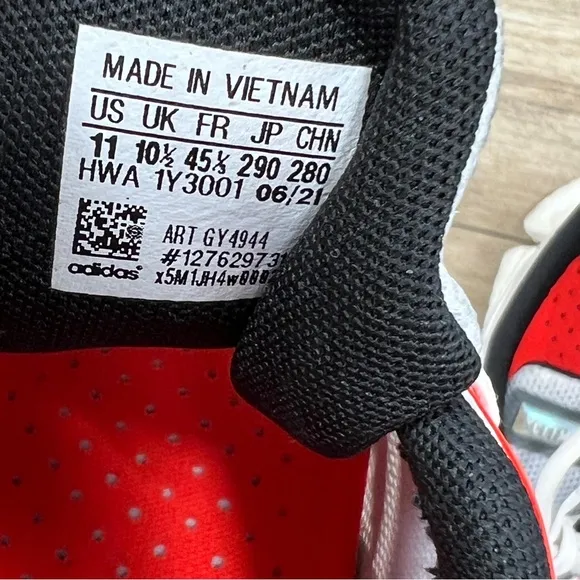 MADE IN VIETNAM
US UK FR JP CHN
11 10½ 45⅓ 290 280
HWA 1Y3001 06/21
ART GY4944
adidas